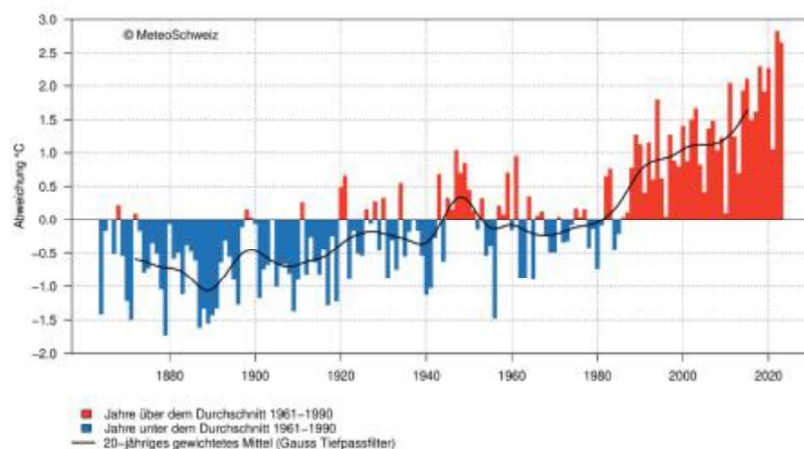 © MeteoSchweiz
Abweichung °C
3.0
2.5
2.0
1.5
1.0
0.5
0.0
−0.5
−1.0
−1.5
−2.0
1880 1900 1920 1940 1960 1980 2000 2020
Jahre über dem Durchschnitt 1961−1990
Jahre unter dem Durchschnitt 1961−1990
20−jähriges gewichtetes Mittel (Gauss Tiefpassfilter)